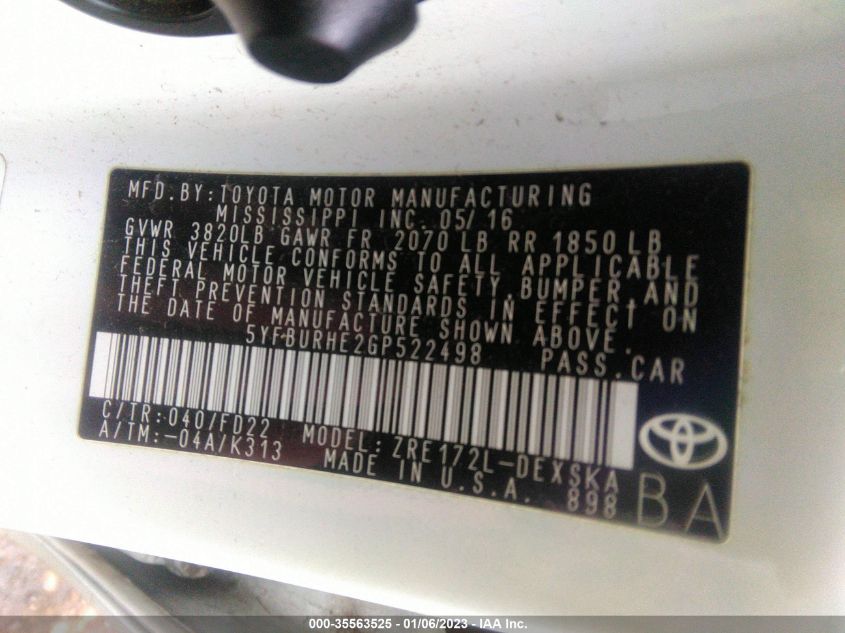 MFD.BY:TOYOTA MOTOR MANUFACTURING
MISSISSIPPI INC. 05/16
GVWR 3820LB GAWR FR 2070 LB RR 1850 LB
THIS VEHICLE CONFORMS TO ALL APPLICABLE
FEDERAL MOTOR VEHICLE SAFETY,BUMPER,AND
THEFT PREVENTION STANDARDS IN EFFECT ON
THE DATE OF MANUFACTURE SHOWN ABOVE.
5YFBURHE2GP522498 PASS.CAR
C/TR:040/FD22 MODEL: ZRE172L-DEXSKA
A/TM:-04A/K313 MADE IN U.S.A. 898
BA
000-35563525 - 01/06/2023 - IAA Inc.